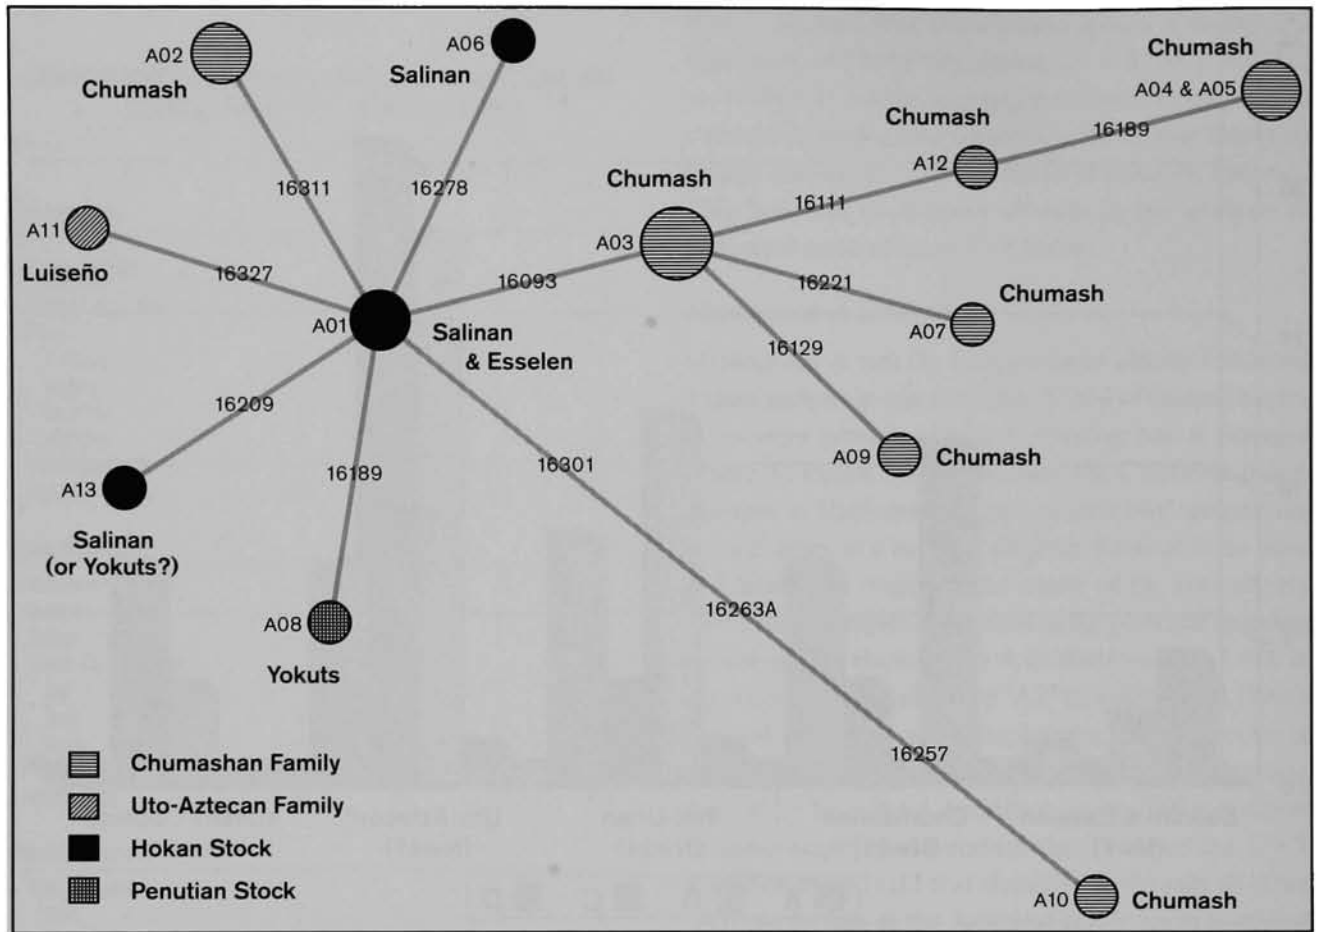 A02
Chumash
A06
Salinan
Chumash
A04 & A05
Chumash
A12
16189
16311
16278
Chumash
16111
A03
A11
Luiseño
16327
16093
16221
Chumash
A07
A01
Salinan
& Esselen
16129
16209
A09
Chumash
16301
16189
A13
Salinan
(or Yokuts?)
16263A
A08
Yokuts
16257
Chumashan Family
Uto-Aztecan Family
Hokan Stock
Penutian Stock
A10
Chumash